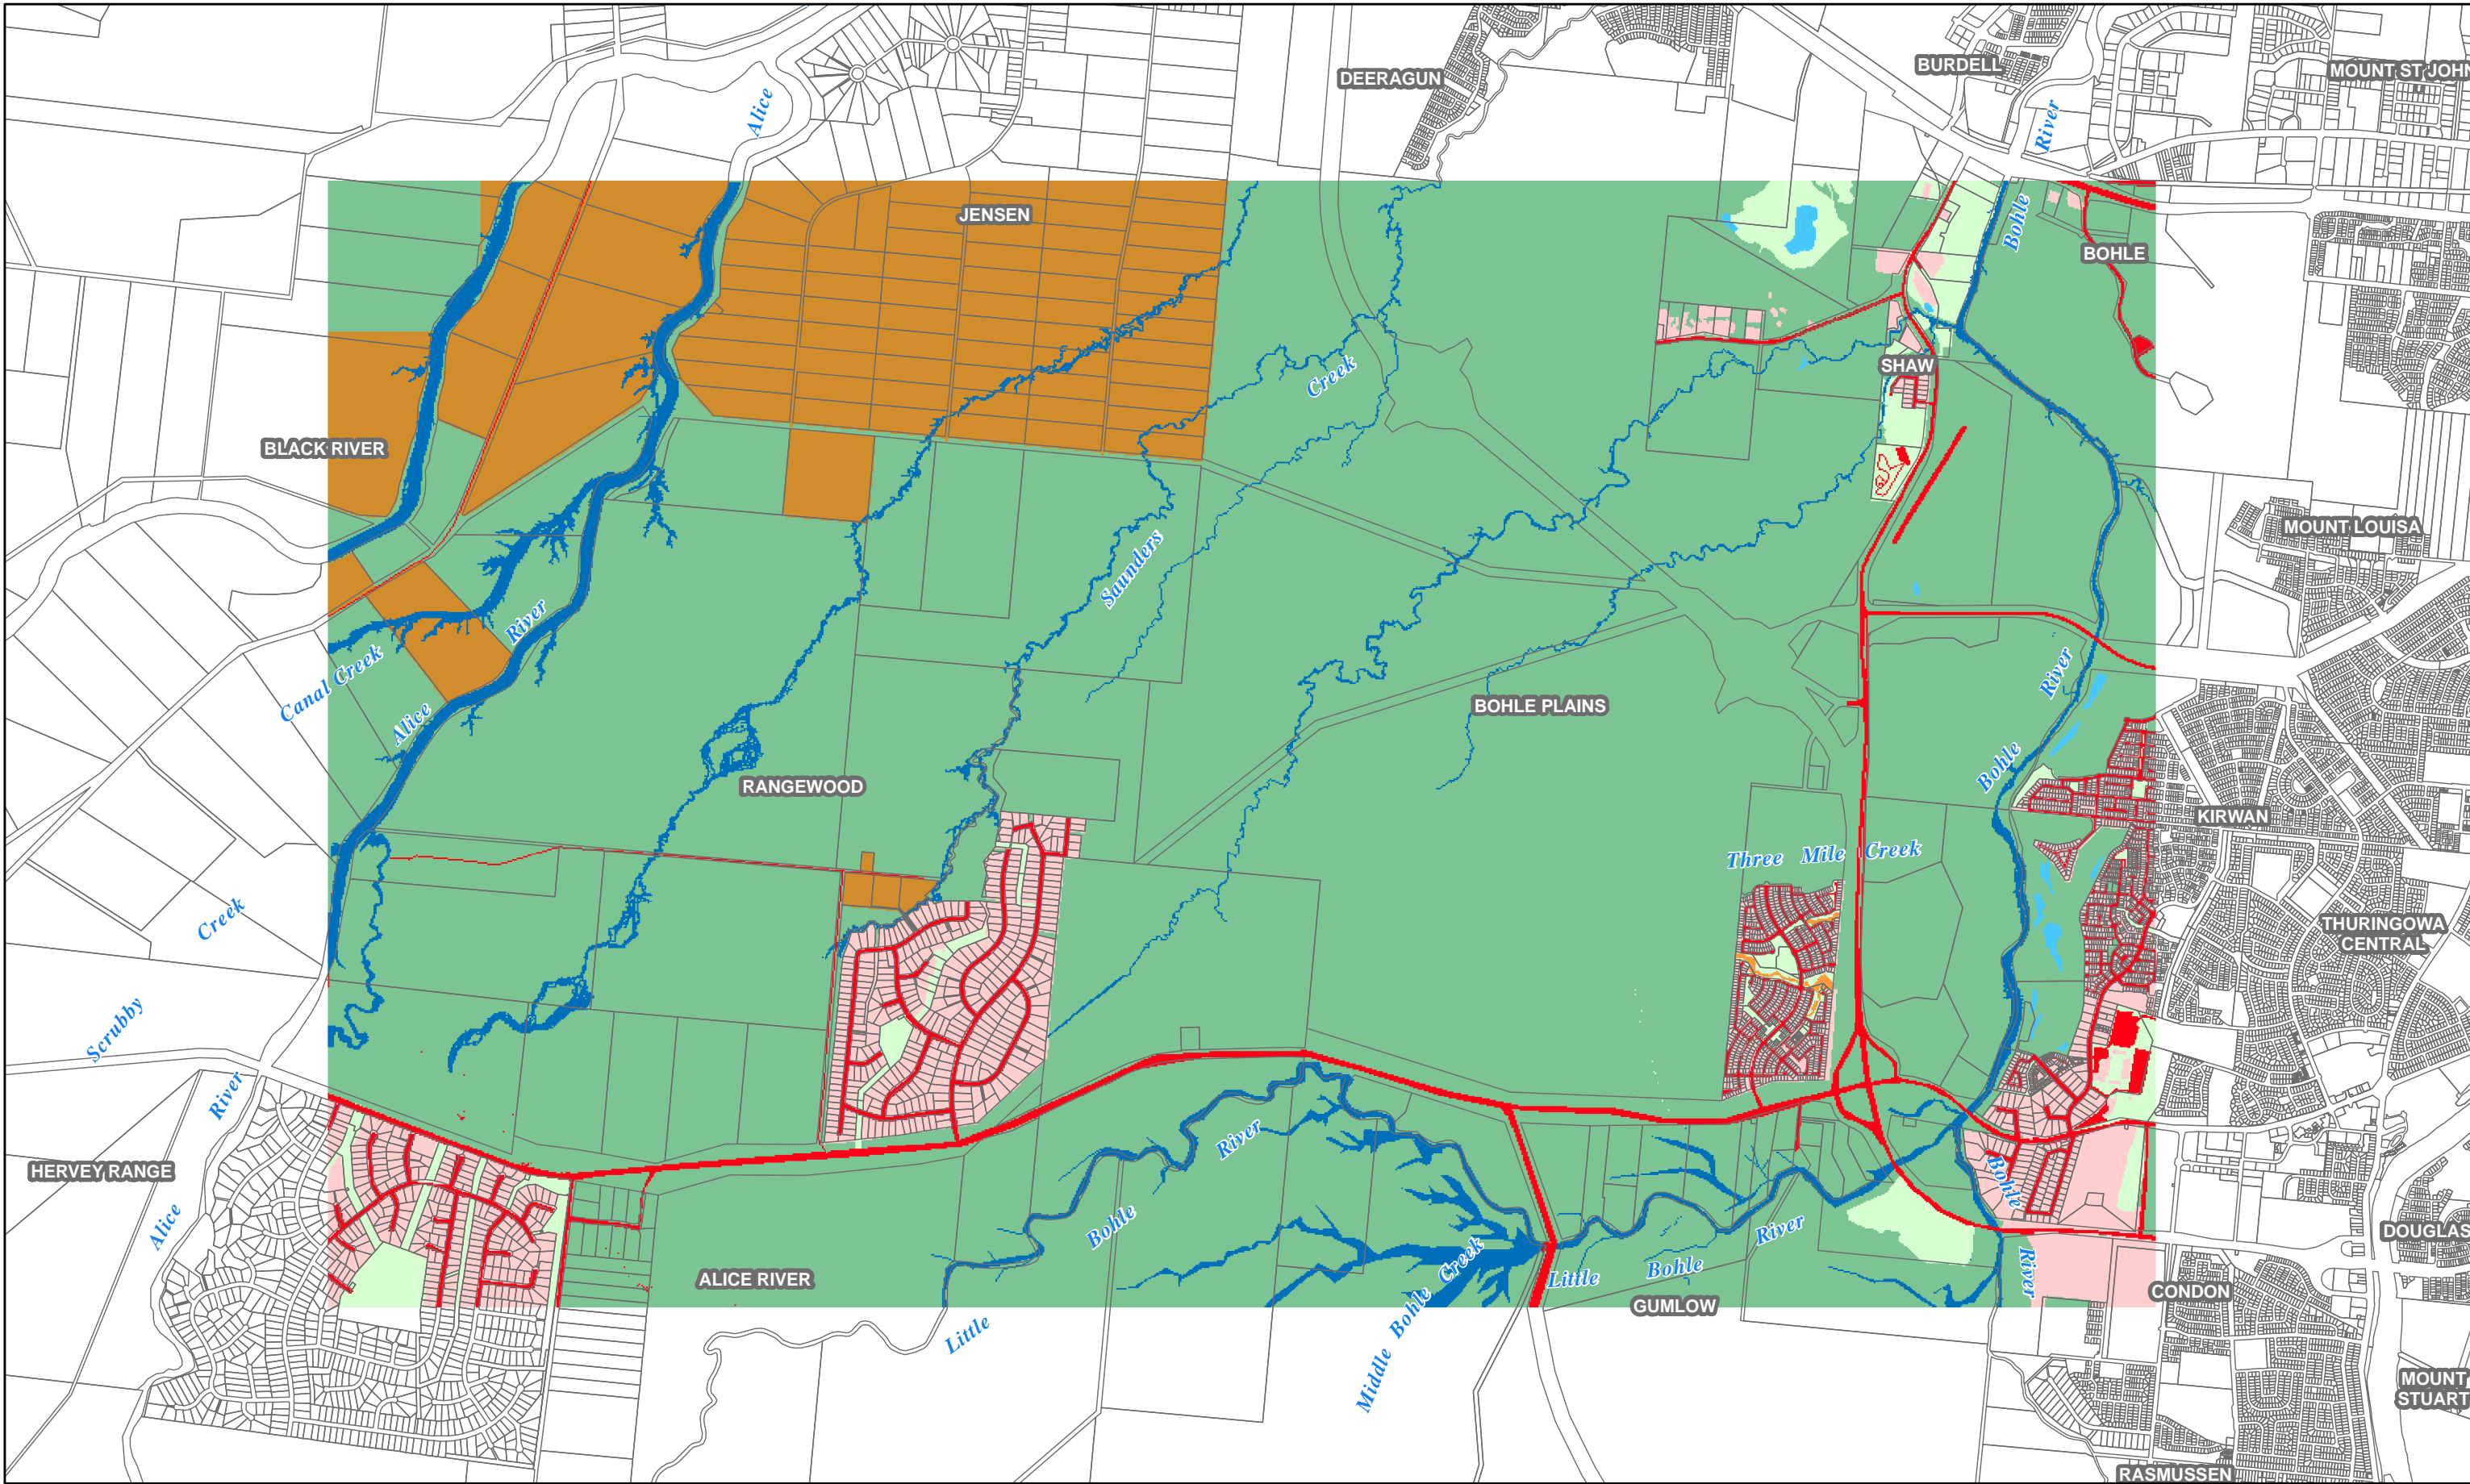 BURDELL
MOUNT ST JOHN
DEERAGUN
Alice
River
JENSEN
Bohle
BOHLE
Creek
SHAW
BLACK RIVER
MOUNT LOUISA
Saunders
River
Canal Creek
Alice
River
BOHLE PLAINS
Bohle
RANGEWOOD
KIRWAN
Three Mile Creek
Creek
THURINGOWA
CENTRAL
Scrubby
River
River
HERVEY RANGE
Bohle
Alice
Bohle
River
DOUGLAS
River
ALICE RIVER
Little Bohle
GUMLOW
CONDON
Little
Middle Bohle Creek
MOUNT
STUART
RASMUSSEN